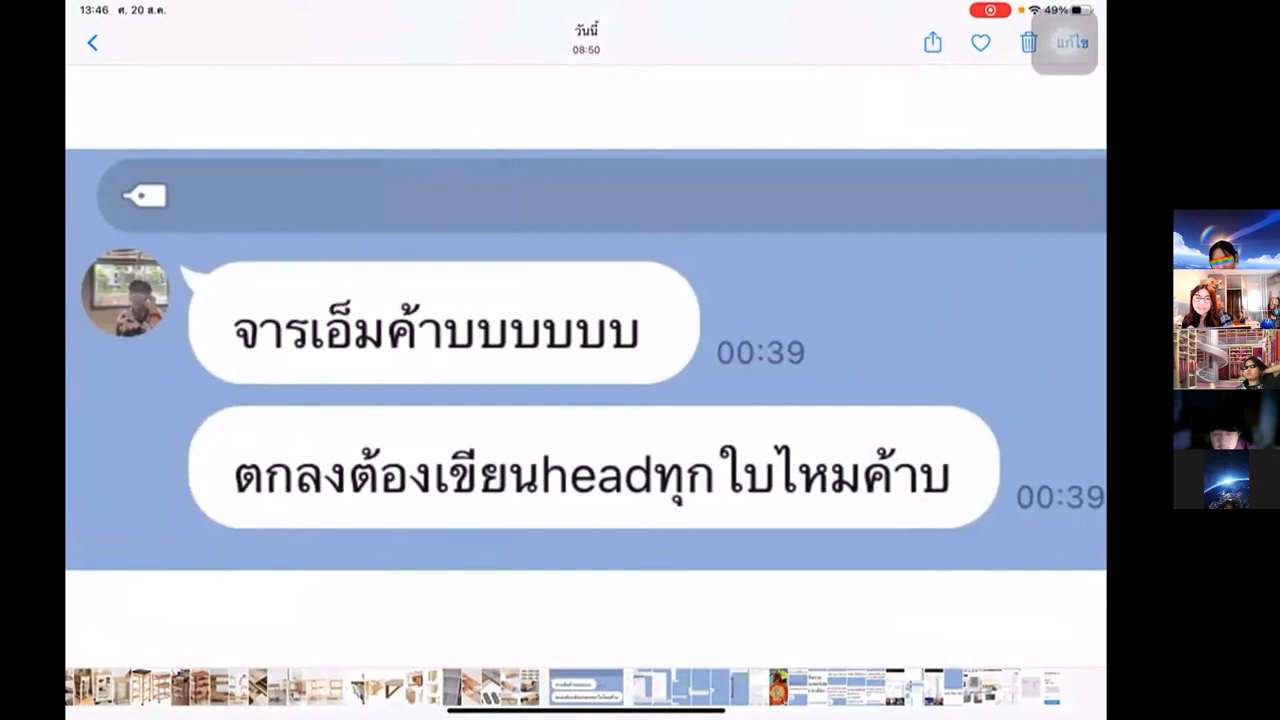 13:46 ศ. 20 ส.ค.
49%
วันนี้
08:50
แก้ไข
จารเอ็มค้าบบบบบบ
00:39
ตกลงต้องเขียนheadทุกใบไหมค้าบ
00:39